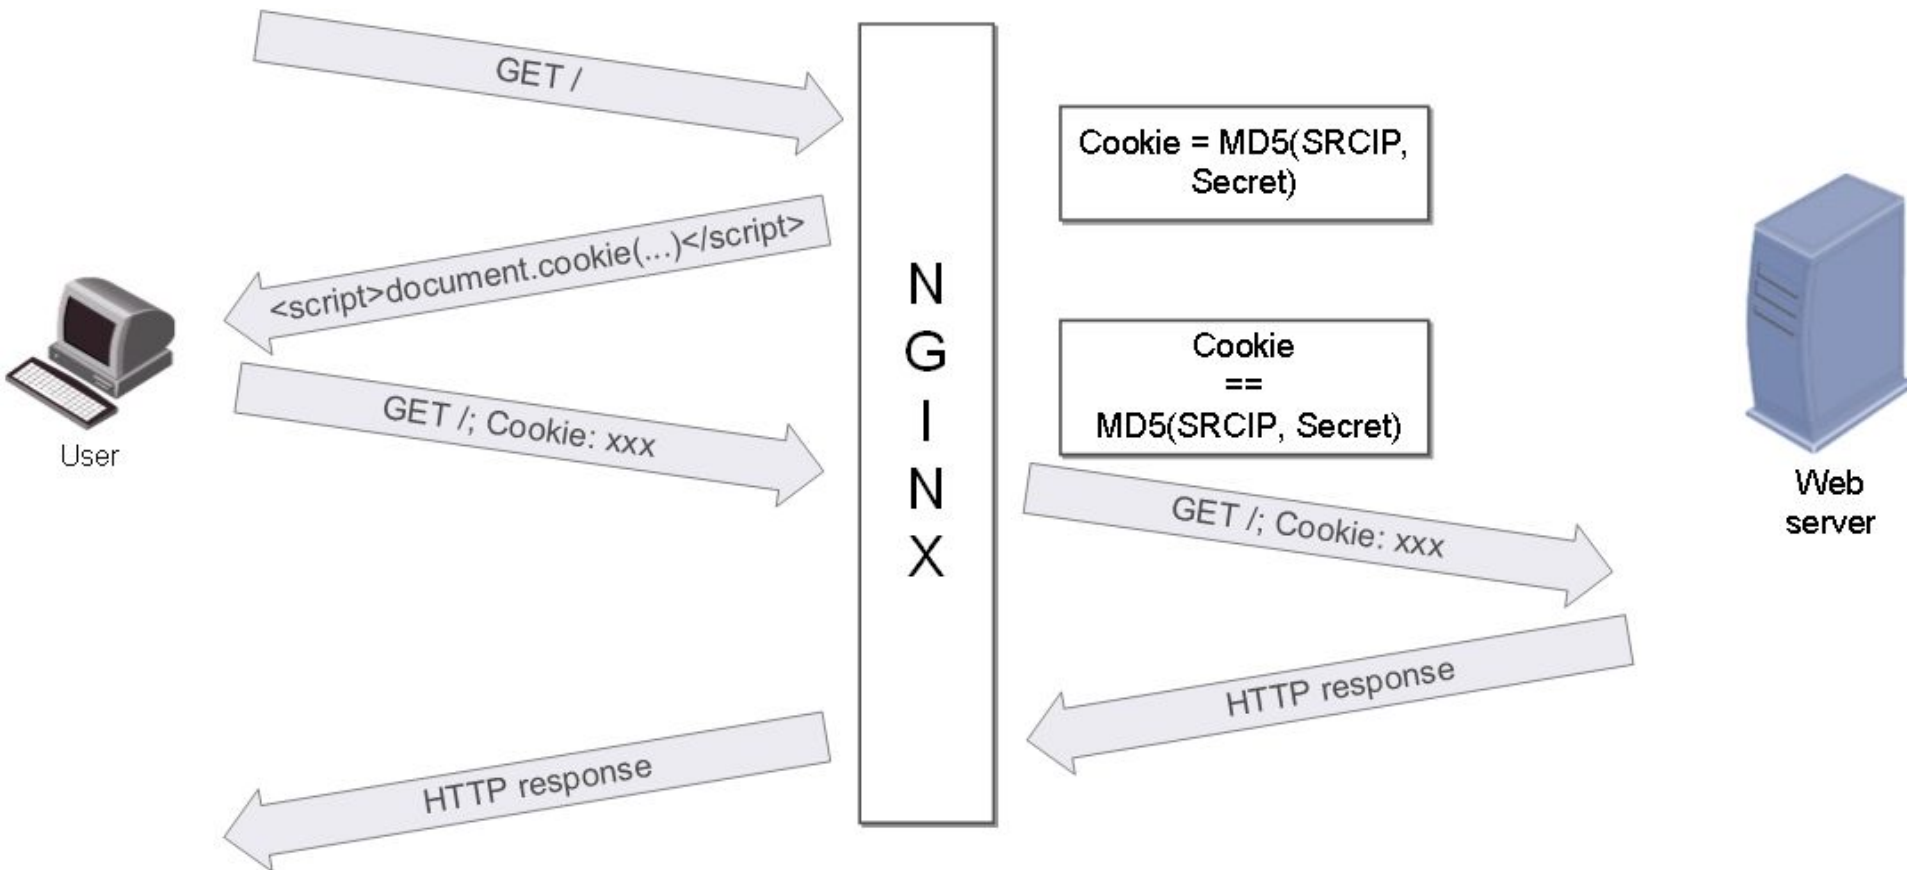 GET /
Cookie = MD5(SRCIP,
Secret)
<script>document.cookie(...)</script>
N
G
I
N
X
Cookie
==
MD5(SRCIP, Secret)
GET /; Cookie: xxx
User
Web
server
GET /; Cookie: xxx
HTTP response
HTTP response